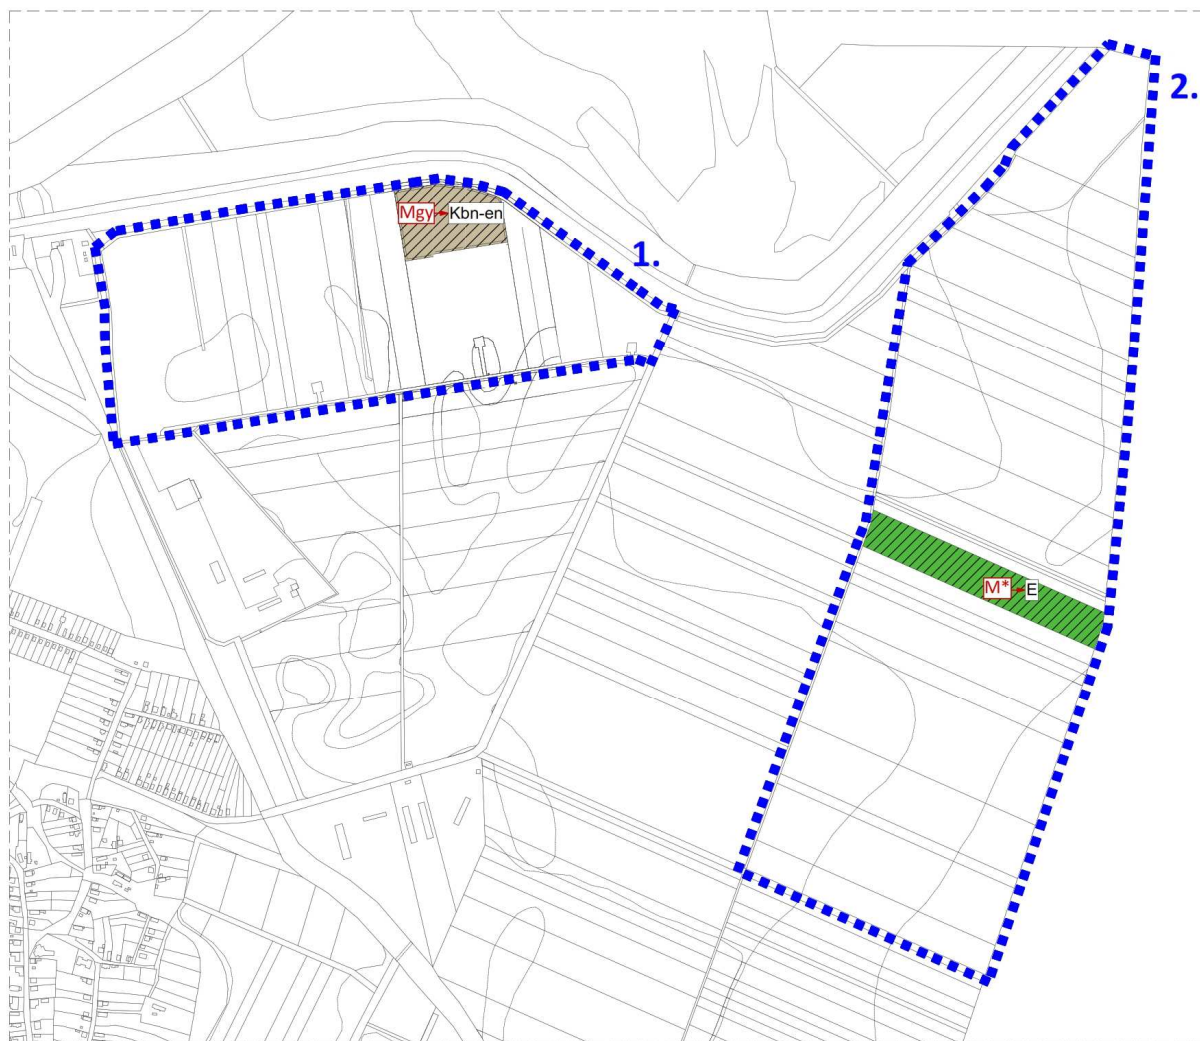 2.
Mgy → Kbn-en
1.
M* → E